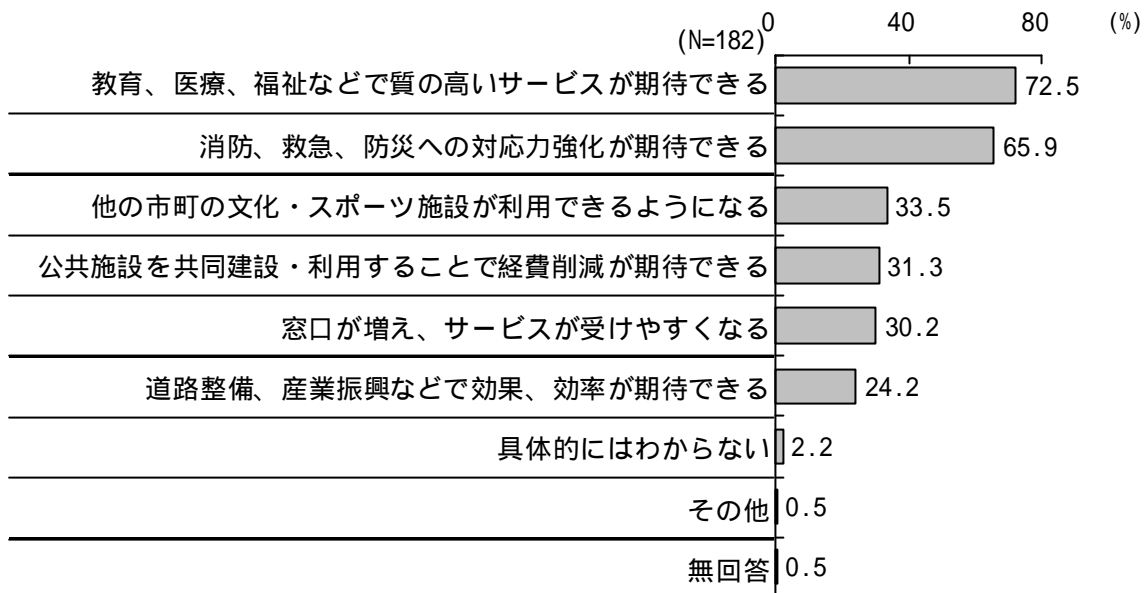 0 40 80 (%)
(N=182)
教育、医療、福祉などで質の高いサービスが期待できる 72.5
消防、救急、防災への対応力強化が期待できる 65.9
他の市町の文化・スポーツ施設が利用できるようになる 33.5
公共施設を共同建設・利用することで経費削減が期待できる 31.3
窓口が増え、サービスが受けやすくなる 30.2
道路整備、産業振興などで効果、効率が期待できる 24.2
具体的にはわからない 2.2
その他 0.5
無回答 0.5